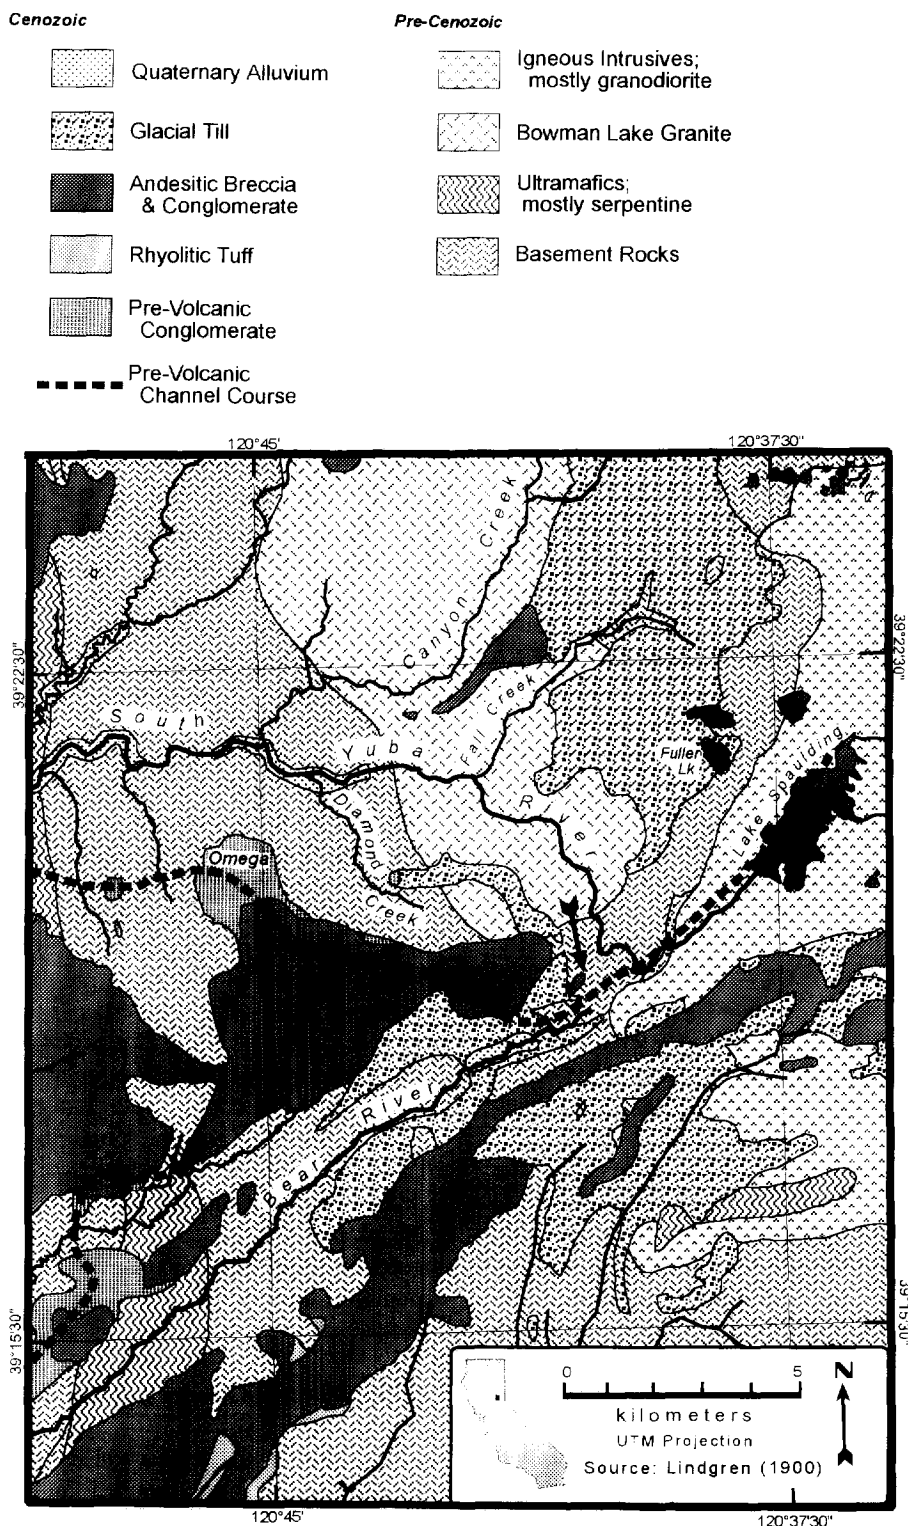 Cenozoic
Quaternary Alluvium
Glacial Till
Andesitic Breccia
& Conglomerate
Rhyolitic Tuff
Pre-Volcanic
Conglomerate
Pre-Volcanic
Channel Course
Pre-Cenozoic
Igneous Intrusives;
mostly granodiorite
Bowman Lake Granite
Ultramafics;
mostly serpentine
Basement Rocks
120°45'
120°37'30"
39°22'30"
39°22'30"
Canyon Creek
South Yuba River
Fall Creek
Fuller
Lk
Lake Spaulding
Diamond Creek
Omega
Bear River
39°15'30"
39°15'30"
0 5
kilometers
UTM Projection
Source: Lindgren (1900)
N
120°45'
120°37'30"